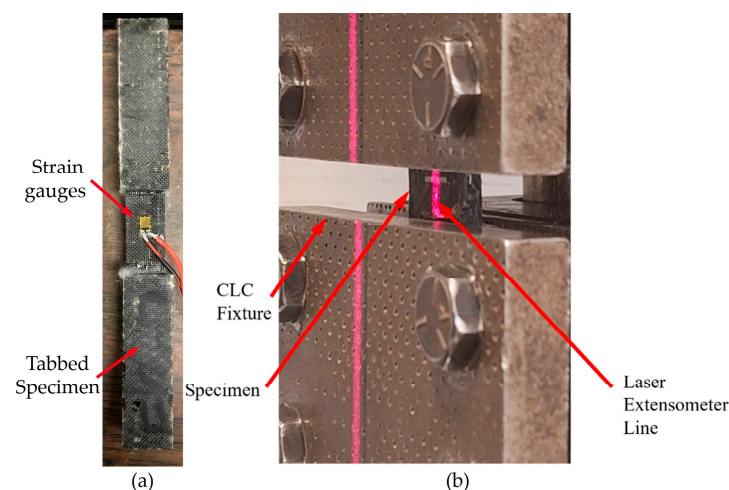 Strain
gauges
Tabbed
Specimen
CLC
Fixture
Specimen
Laser
Extensometer
Line
(a)
(b)